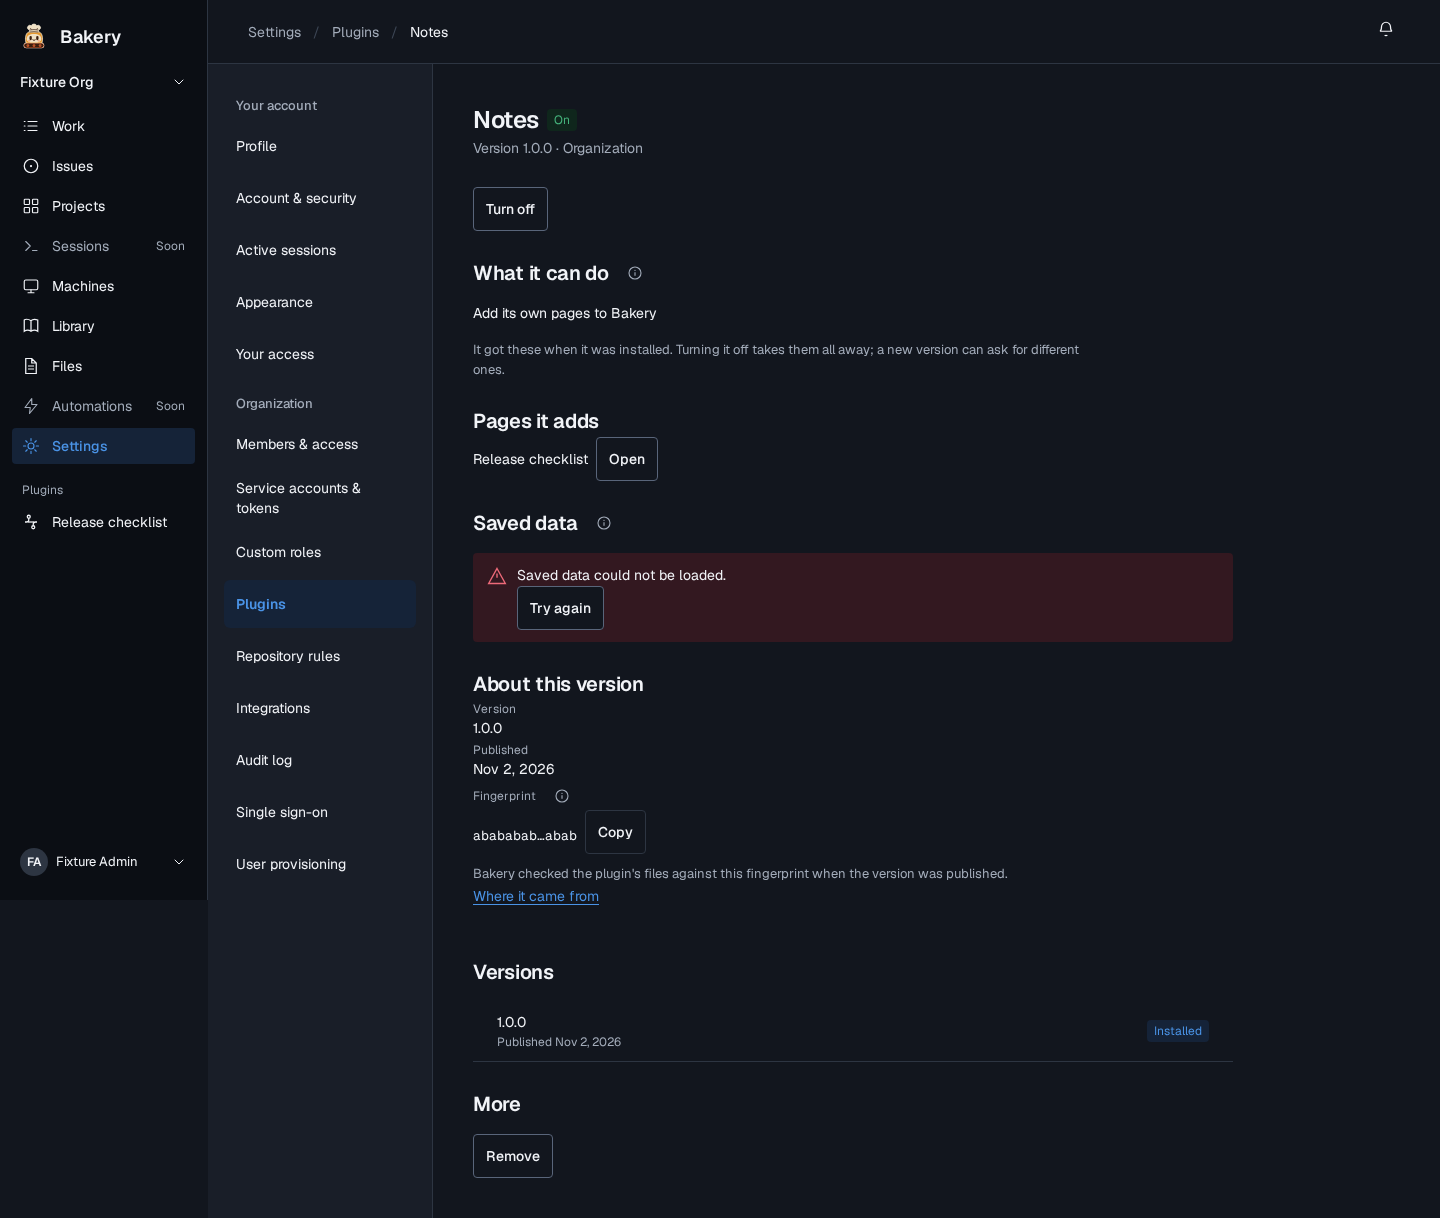 Bakery
Fixture Org
Work
Issues
Projects
Sessions Soon
Machines
Library
Files
Automations Soon
Settings
Plugins
Release checklist
FA Fixture Admin
Settings / Plugins / Notes
Your account
Profile
Account & security
Active sessions
Appearance
Your access
Organization
Members & access
Service accounts &
tokens
Custom roles
Plugins
Repository rules
Integrations
Audit log
Single sign-on
User provisioning
Notes On
Version 1.0.0 · Organization
Turn off
What it can do
Add its own pages to Bakery
It got these when it was installed. Turning it off takes them all away; a new version can ask for different
ones.
Pages it adds
Release checklist Open
Saved data
Saved data could not be loaded.
Try again
About this version
Version
1.0.0
Published
Nov 2, 2026
Fingerprint
abababab…abab Copy
Bakery checked the plugin's files against this fingerprint when the version was published.
Where it came from
Versions
1.0.0
Published Nov 2, 2026
Installed
More
Remove